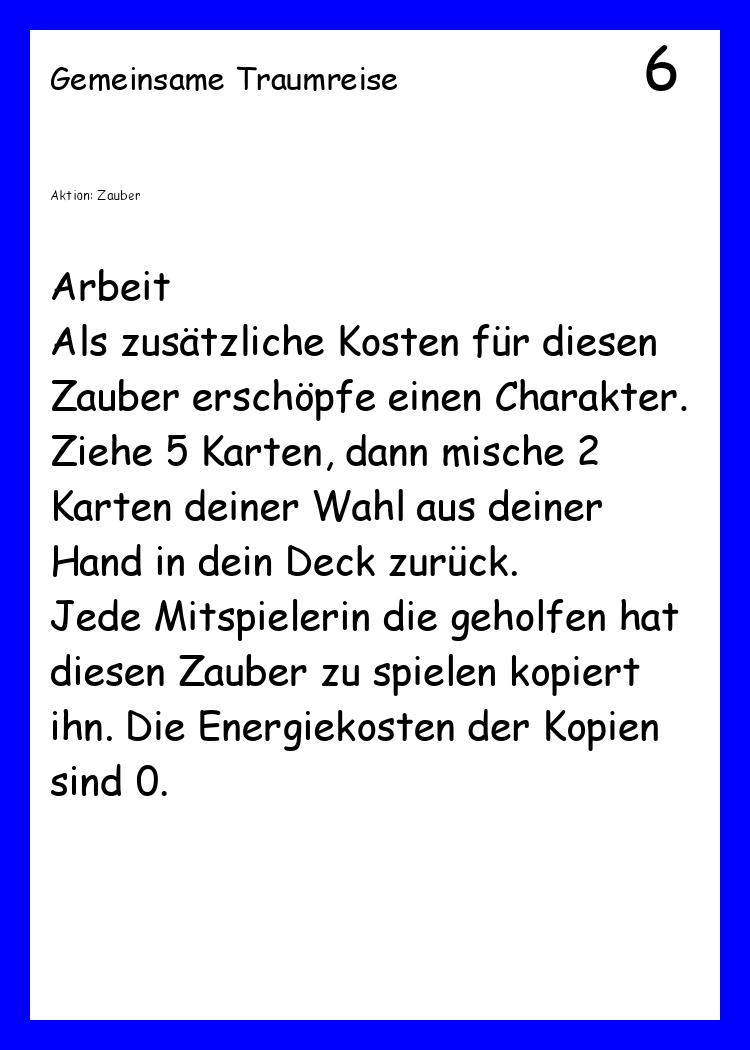 Gemeinsame Traumreise 6
Aktion: Zauber
Arbeit
Als zusätzliche Kosten für diesen
Zauber erschöpfe einen Charakter.
Ziehe 5 Karten, dann mische 2
Karten deiner Wahl aus deiner
Hand in dein Deck zurück.
Jede Mitspielerin die geholfen hat
diesen Zauber zu spielen kopiert
ihn. Die Energiekosten der Kopien
sind 0.